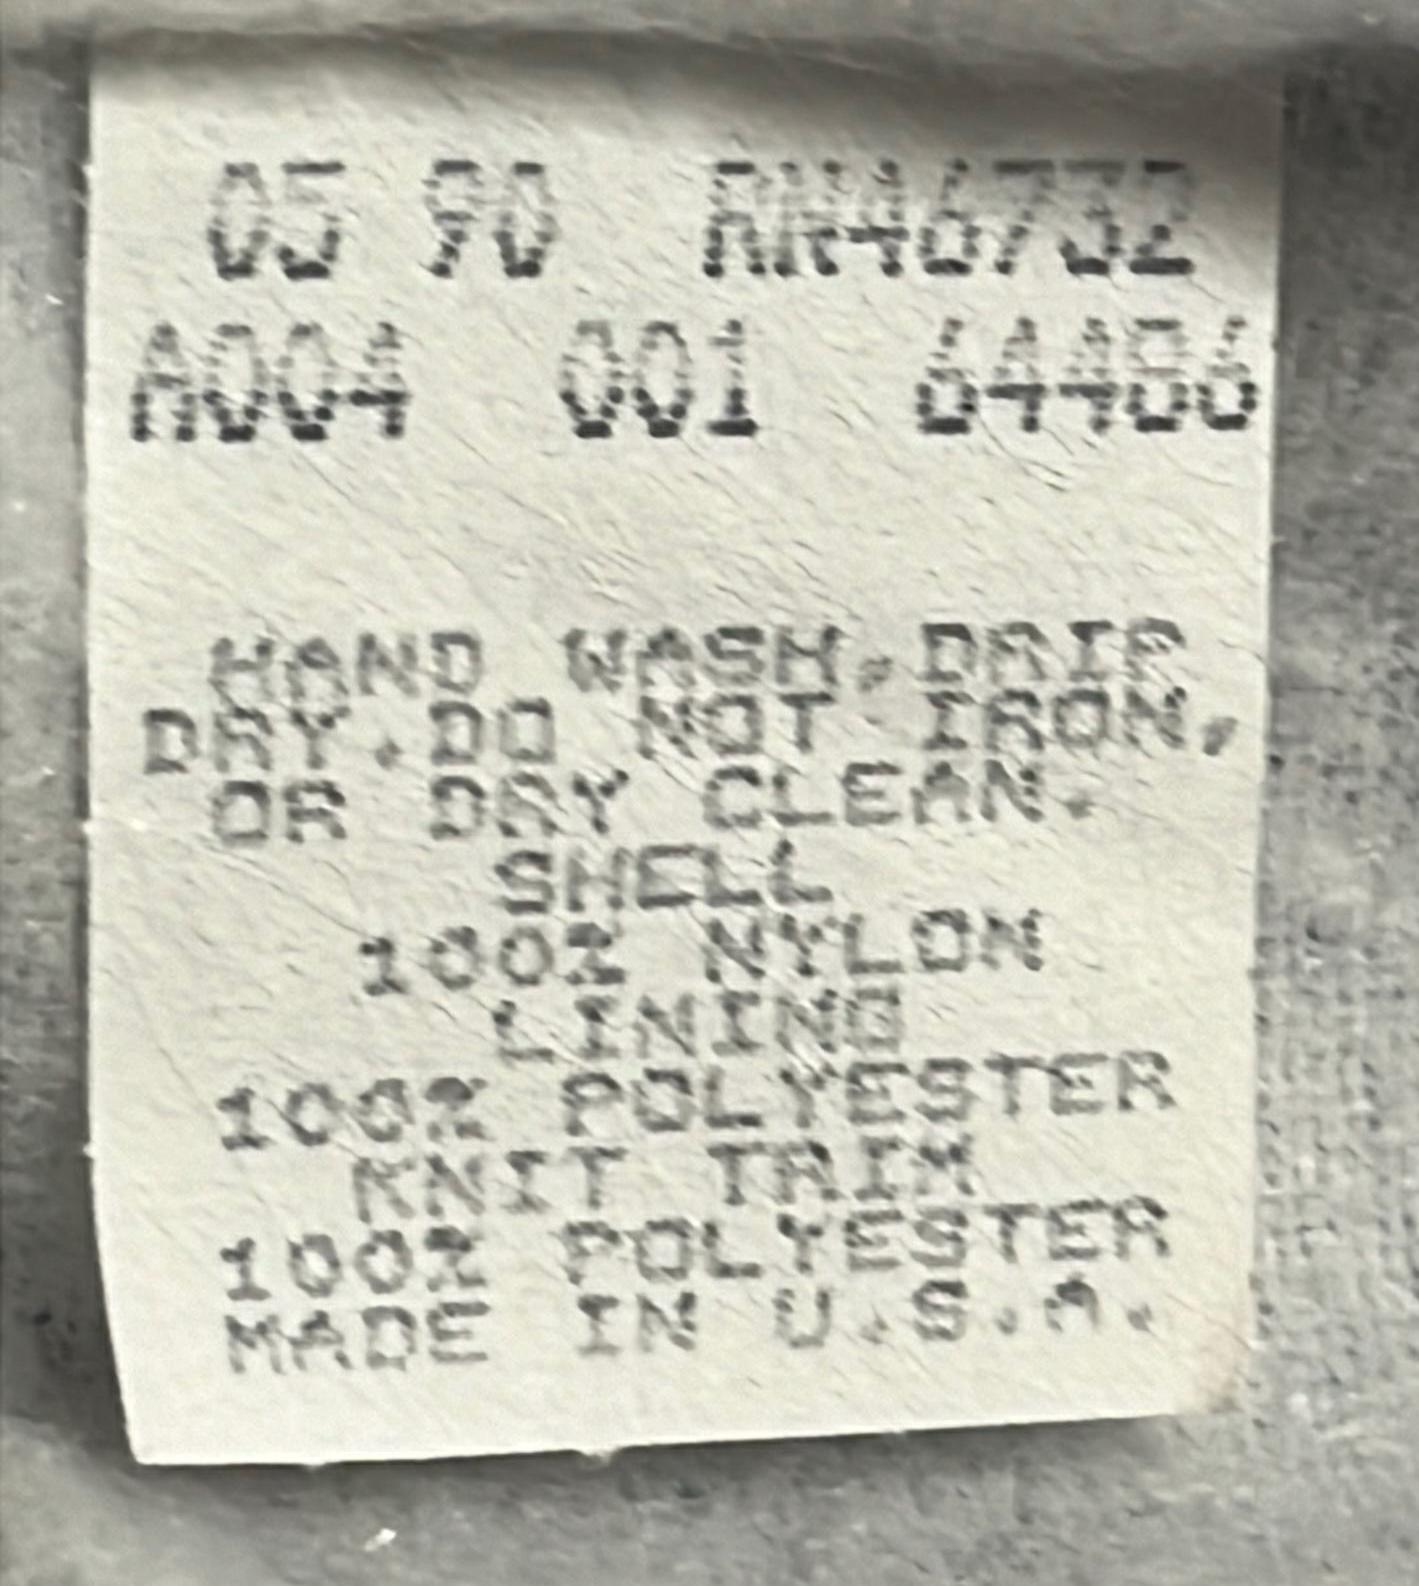 05 90 RN46732
A004 001 64486
HAND WASH,DRIP
DRY.DO NOT IRON,
OR DRY CLEAN.
SHELL
100% NYLON
LINING
100% POLYESTER
KNIT TRIM
100% POLYESTER
MADE IN U.S.A.